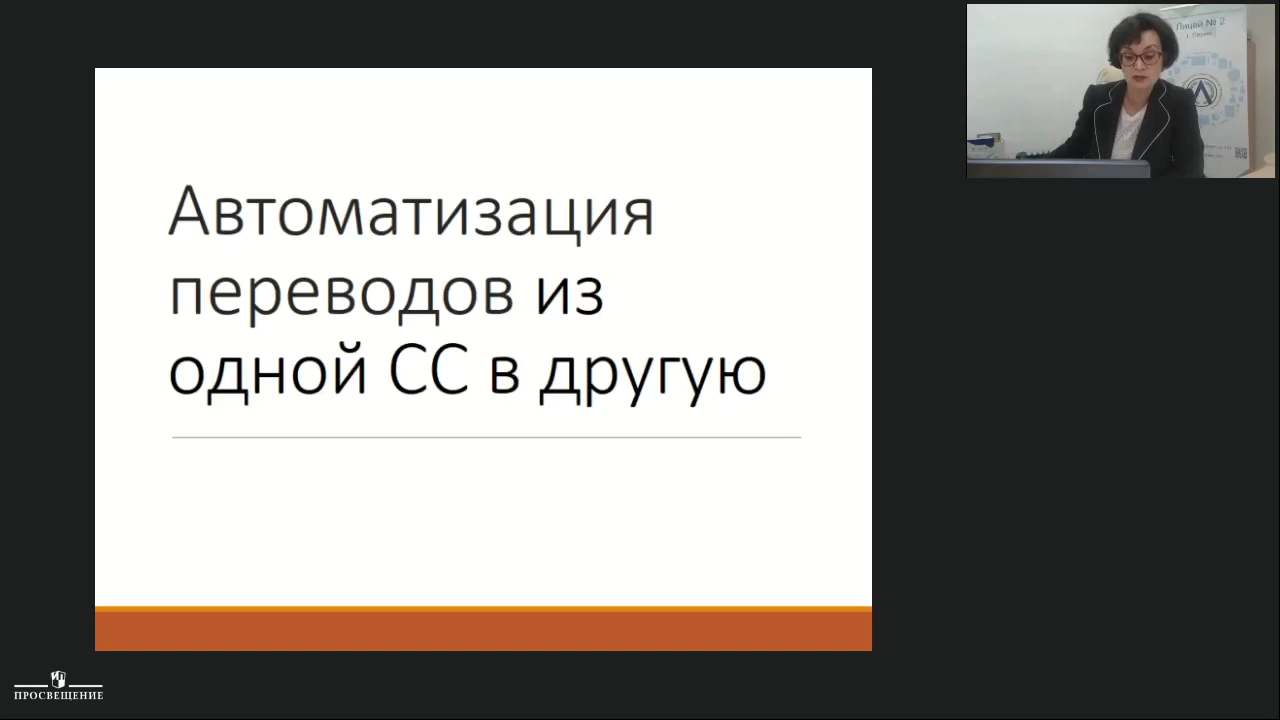 Автоматизация
переводов из
одной СС в другую
Лицей № 2
ПРОСВЕЩЕНИЕ